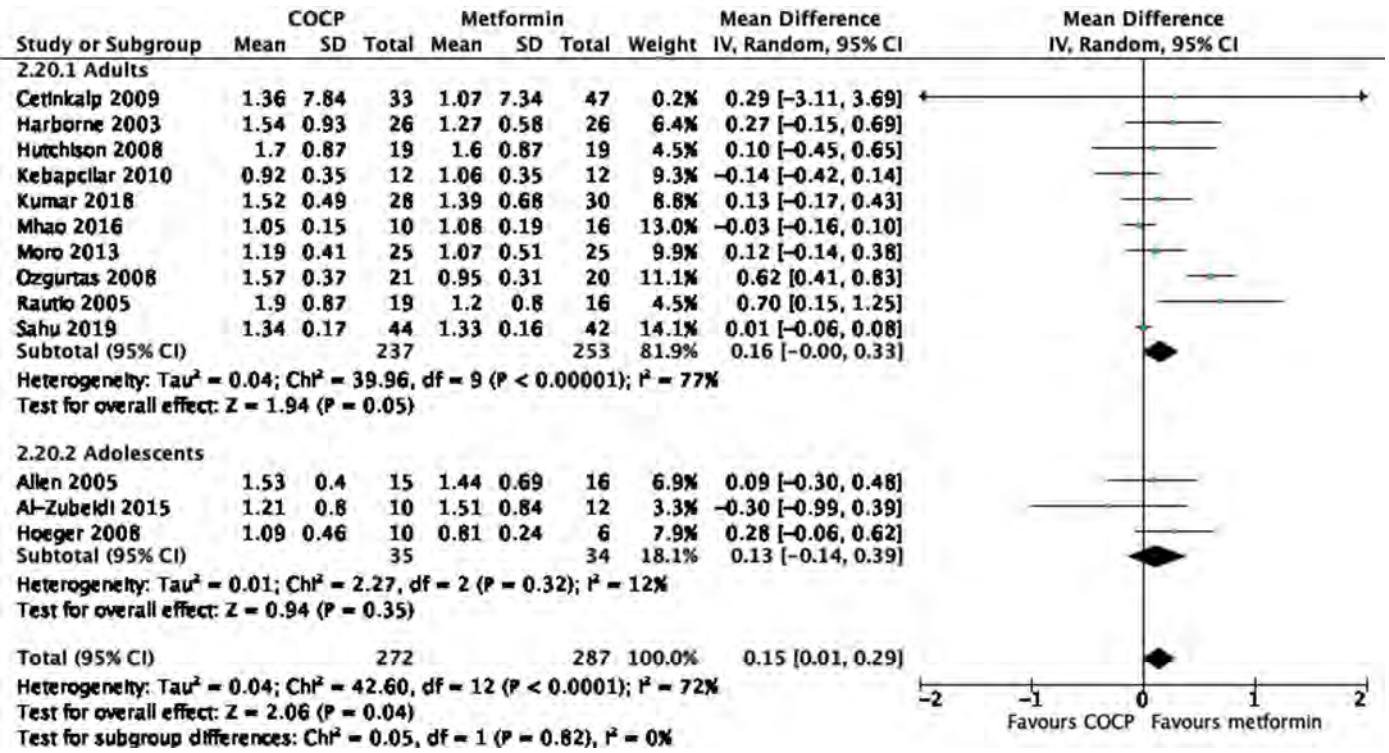 COCP Metformin Mean Difference Mean Difference
Study or Subgroup Mean SD Total Mean SD Total Weight IV, Random, 95% CI IV, Random, 95% CI
2.20.1 Adults
Cetinkalp 2009 1.36 7.84 33 1.07 7.34 47 0.2% 0.29 [−3.11, 3.69]
Harborne 2003 1.54 0.93 26 1.27 0.58 26 6.4% 0.27 [−0.15, 0.69]
Hutchison 2008 1.7 0.87 19 1.6 0.87 19 4.5% 0.10 [−0.45, 0.65]
Kebapcilar 2010 0.92 0.35 12 1.06 0.35 12 9.3% −0.14 [−0.42, 0.14]
Kumar 2018 1.52 0.49 28 1.39 0.68 30 8.8% 0.13 [−0.17, 0.43]
Mhao 2016 1.05 0.15 10 1.08 0.19 16 13.0% −0.03 [−0.16, 0.10]
Moro 2013 1.19 0.41 25 1.07 0.51 25 9.9% 0.12 [−0.14, 0.38]
Ozgurtas 2008 1.57 0.37 21 0.95 0.31 20 11.1% 0.62 [0.41, 0.83]
Rautio 2005 1.9 0.87 19 1.2 0.8 16 4.5% 0.70 [0.15, 1.25]
Sahu 2019 1.34 0.17 44 1.33 0.16 42 14.1% 0.01 [−0.06, 0.08]
Subtotal (95% CI) 237 253 81.9% 0.16 [−0.00, 0.33]
Heterogeneity: Tau² = 0.04; Chi² = 39.96, df = 9 (P < 0.00001); I² = 77%
Test for overall effect: Z = 1.94 (P = 0.05)
2.20.2 Adolescents
Allen 2005 1.53 0.4 15 1.44 0.69 16 6.9% 0.09 [−0.30, 0.48]
Al−Zubeidi 2015 1.21 0.8 10 1.51 0.84 12 3.3% −0.30 [−0.99, 0.39]
Hoeger 2008 1.09 0.46 10 0.81 0.24 6 7.9% 0.28 [−0.06, 0.62]
Subtotal (95% CI) 35 34 18.1% 0.13 [−0.14, 0.39]
Heterogeneity: Tau² = 0.01; Chi² = 2.27, df = 2 (P = 0.32); I² = 12%
Test for overall effect: Z = 0.94 (P = 0.35)
Total (95% CI) 272 287 100.0% 0.15 [0.01, 0.29]
Heterogeneity: Tau² = 0.04; Chi² = 42.60, df = 12 (P < 0.0001); I² = 72%
Test for overall effect: Z = 2.06 (P = 0.04)
Test for subgroup differences: Chi² = 0.05, df = 1 (P = 0.82), I² = 0%
−2 −1 0 1 2
Favours COCP Favours metformin